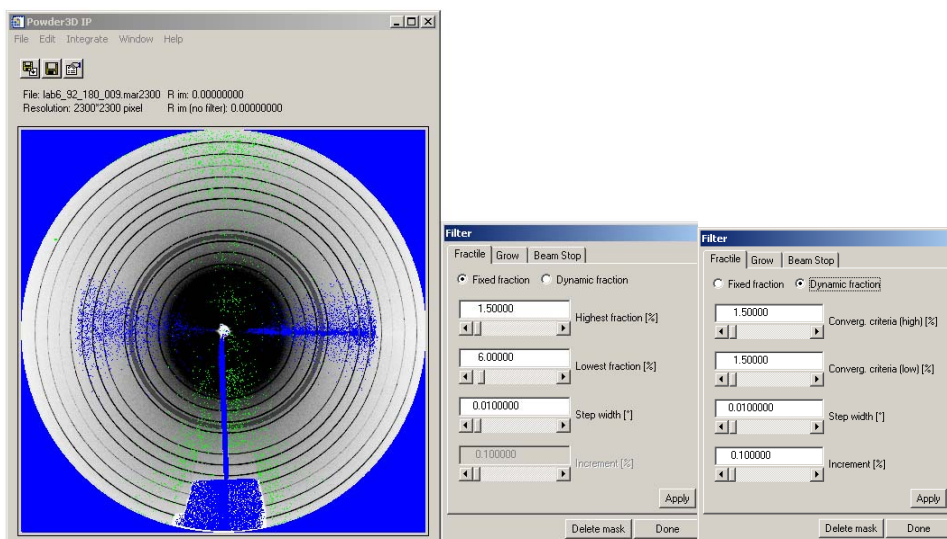 Powder3D IP
File Edit Integrate Window Help
File: lab6_92_180_009.mar2300 R im: 0.00000000
Resolution: 2300*2300 pixel R im (no filter): 0.00000000
Filter
Fractile Grow Beam Stop
Fixed fraction Dynamic fraction
1.50000
Highest fraction [%]
6.00000
Lowest fraction [%]
0.0100000
Step width [°]
0.100000
Increment [%]
Apply
Delete mask Done
Filter
Fractile Grow Beam Stop
Fixed fraction Dynamic fraction
1.50000
Converg. criteria (high) [%]
1.50000
Converg. criteria (low) [%]
0.0100000
Step width [°]
0.100000
Increment [%]
Apply
Delete mask Done